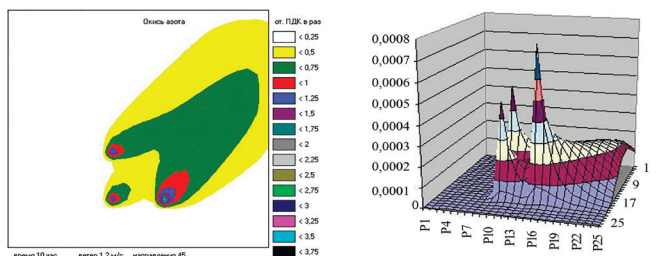 Окись азота
от. ПДК в раз
< 0,25
< 0,5
< 0,75
< 1
< 1,25
< 1,5
< 1,75
< 2
< 2,25
< 2,5
< 2,75
< 3
< 3,25
< 3,5
< 3,75
время 10 час ветер 1,2 м/с направления 45
0,0008
0,0007
0,0006
0,0005
0,0004
0,0003
0,0002
0,0001
0
P1
P4
P7
P10
P13
P16
P19
P22
P25
1
9
17
25